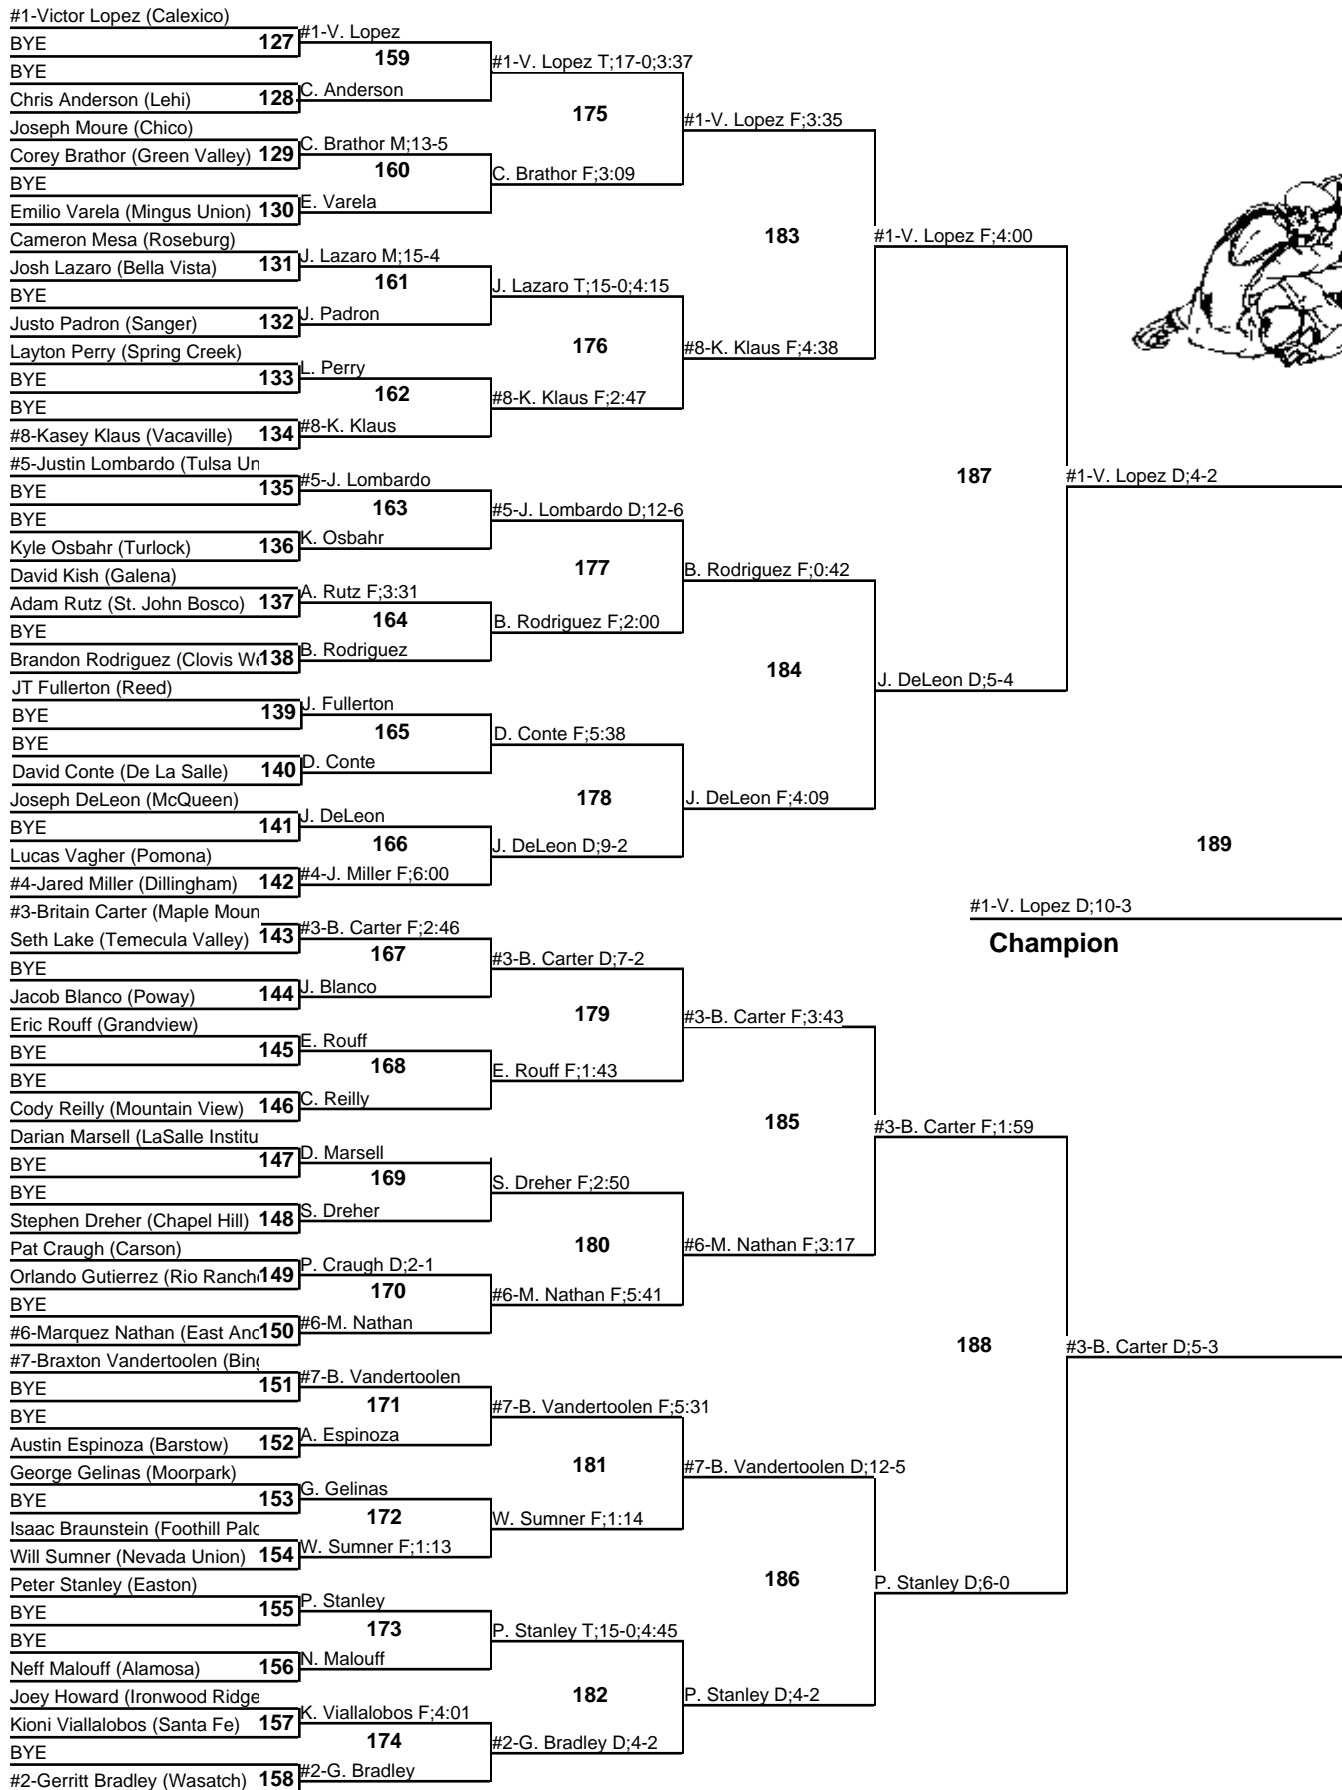 #1-Victor Lopez (Calexico)
BYE 127
BYE
Chris Anderson (Lehi) 128
Joseph Moure (Chico)
Corey Brathor (Green Valley) 129
BYE
Emilio Varela (Mingus Union) 130
Cameron Mesa (Roseburg)
Josh Lazaro (Bella Vista) 131
BYE
Justo Padron (Sanger) 132
Layton Perry (Spring Creek)
BYE 133
BYE
#8-Kasey Klaus (Vacaville) 134
#5-Justin Lombardo (Tulsa Un
BYE 135
BYE
Kyle Osbahr (Turlock) 136
David Kish (Galena)
Adam Rutz (St. John Bosco) 137
BYE
Brandon Rodriguez (Clovis We 138
JT Fullerton (Reed)
BYE 139
BYE
David Conte (De La Salle) 140
Joseph DeLeon (McQueen)
BYE 141
Lucas Vagher (Pomona)
#4-Jared Miller (Dillingham) 142
#3-Britain Carter (Maple Moun
Seth Lake (Temecula Valley) 143
BYE
Jacob Blanco (Poway) 144
Eric Rouff (Grandview)
BYE 145
BYE
Cody Reilly (Mountain View) 146
Darian Marsell (LaSalle Institu
BYE 147
BYE
Stephen Dreher (Chapel Hill) 148
Pat Craugh (Carson)
Orlando Gutierrez (Rio Ranch 149
BYE
#6-Marquez Nathan (East Anc 150
#7-Braxton Vandertoolen (Bing
BYE 151
BYE
Austin Espinoza (Barstow) 152
George Gelinas (Moorpark)
BYE 153
Isaac Braunstein (Foothill Palo
Will Sumner (Nevada Union) 154
Peter Stanley (Easton)
BYE 155
BYE
Neff Malouff (Alamosa) 156
Joey Howard (Ironwood Ridge
Kioni Viallalobos (Santa Fe) 157
BYE
#2-Gerritt Bradley (Wasatch) 158
#1-V. Lopez
159
C. Anderson
C. Brathor M;13-5
160
E. Varela
J. Lazaro M;15-4
161
J. Padron
L. Perry
162
#8-K. Klaus
#5-J. Lombardo
163
K. Osbahr
A. Rutz F;3:31
164
B. Rodriguez
J. Fullerton
165
D. Conte
J. DeLeon
166
#4-J. Miller F;6:00
#3-B. Carter F;2:46
167
J. Blanco
E. Rouff
168
C. Reilly
D. Marsell
169
S. Dreher
P. Craugh D;2-1
170
#6-M. Nathan
#7-B. Vandertoolen
171
A. Espinoza
G. Gelinas
172
W. Sumner F;1:13
P. Stanley
173
N. Malouff
K. Viallalobos F;4:01
174
#2-G. Bradley
#1-V. Lopez T;17-0;3:37
175
C. Brathor F;3:09
J. Lazaro T;15-0;4:15
176
#8-K. Klaus F;2:47
#5-J. Lombardo D;12-6
177
B. Rodriguez F;2:00
D. Conte F;5:38
178
J. DeLeon D;9-2
#3-B. Carter D;7-2
179
E. Rouff F;1:43
S. Dreher F;2:50
180
#6-M. Nathan F;5:41
#7-B. Vandertoolen F;5:31
181
W. Sumner F;1:14
P. Stanley T;15-0;4:45
182
#2-G. Bradley D;4-2
#1-V. Lopez F;3:35
183
#8-K. Klaus F;4:38
B. Rodriguez F;0:42
184
J. DeLeon F;4:09
#3-B. Carter F;3:43
185
#6-M. Nathan F;3:17
#7-B. Vandertoolen D;12-5
186
P. Stanley D;4-2
#1-V. Lopez F;4:00
187
J. DeLeon D;5-4
#3-B. Carter F;1:59
188
P. Stanley D;6-0
#1-V. Lopez D;4-2
189
#3-B. Carter D;5-3
#1-V. Lopez D;10-3
Champion